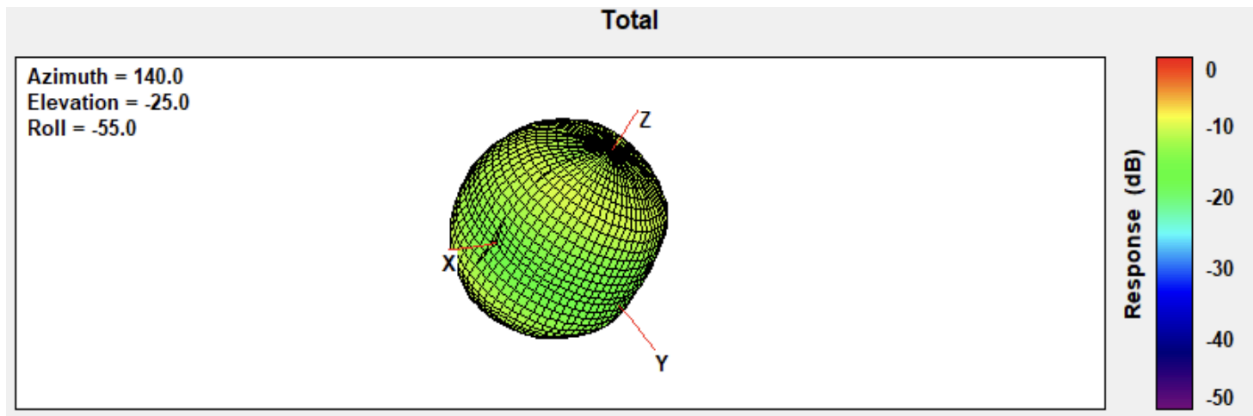 Total
Azimuth = 140.0
Elevation = -25.0
Roll = -55.0
Z
X
Y
Response (dB)
0
-10
-20
-30
-40
-50